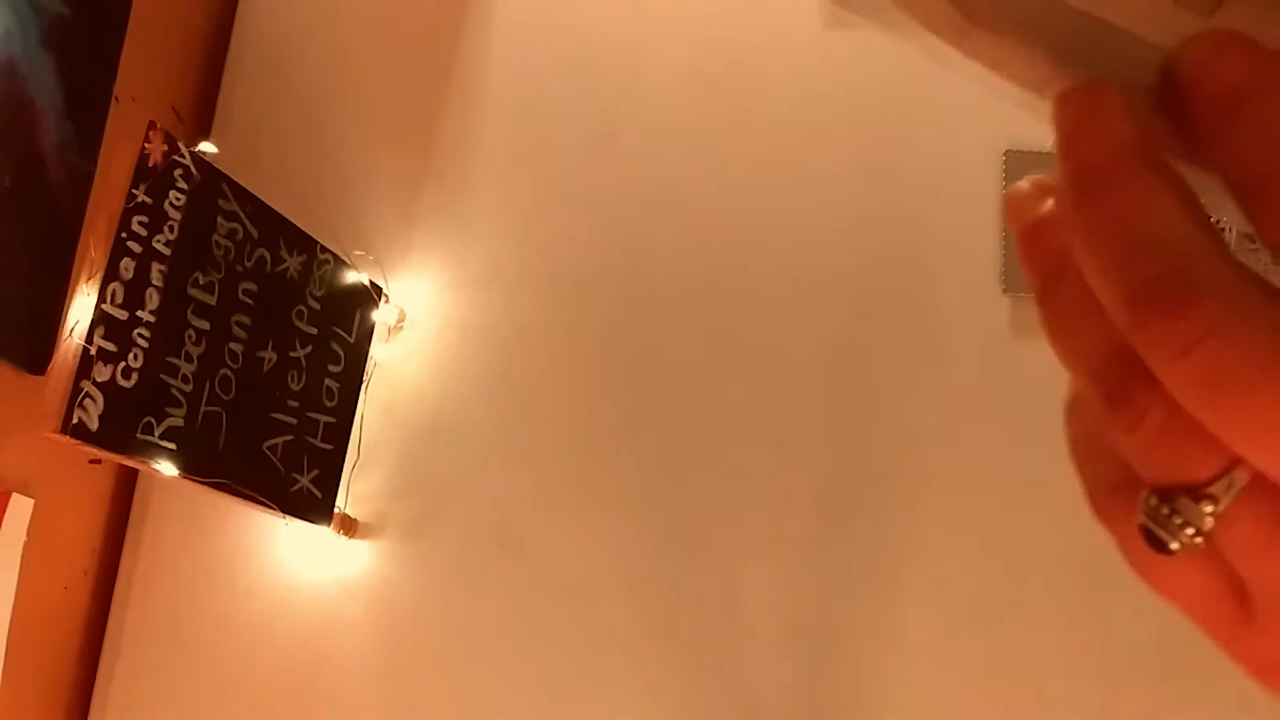 * Wet Paint
Contemporary
RubberBuggy
Joann's
+ *
Aliexpress
* Haul